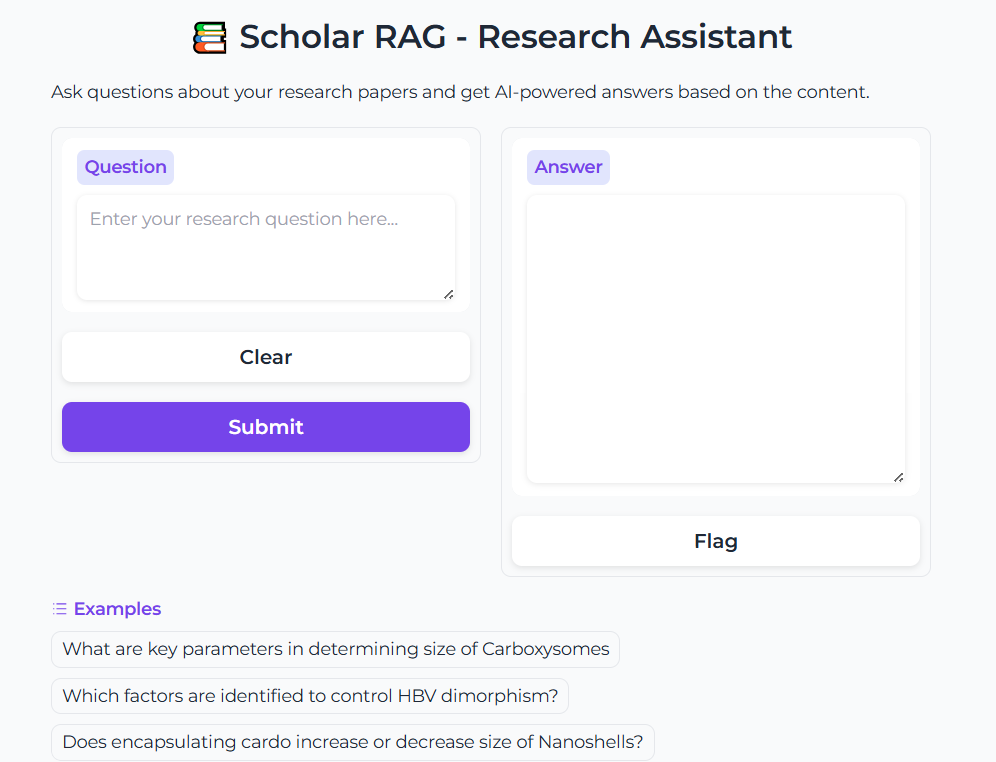 Scholar RAG - Research Assistant
Ask questions about your research papers and get AI-powered answers based on the content.
Question
Enter your research question here...
Clear
Submit
Answer
Flag
Examples
What are key parameters in determining size of Carboxysomes
Which factors are identified to control HBV dimorphism?
Does encapsulating cardo increase or decrease size of Nanoshells?